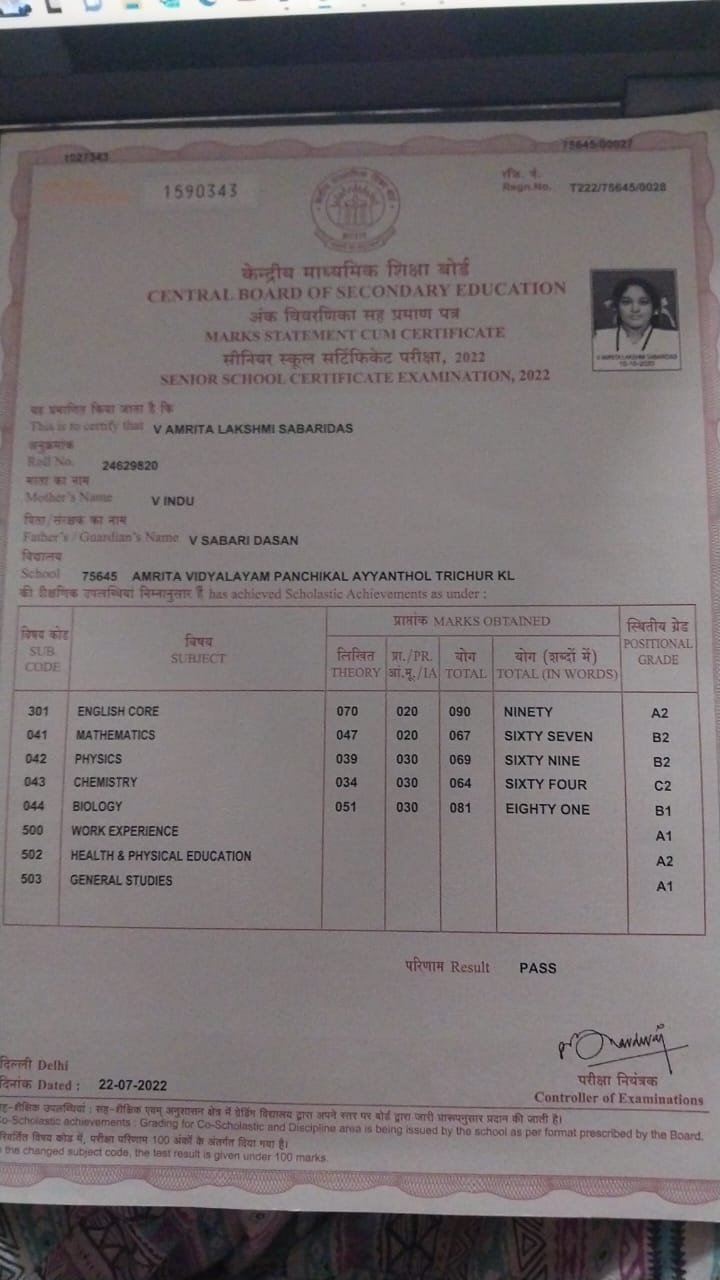 1027343
75645/00027
1590343
रजि. नं.
Regn.No. T222/75645/0028
केन्द्रीय माध्यमिक शिक्षा बोर्ड
CENTRAL BOARD OF SECONDARY EDUCATION
अंक विवरणिका सह प्रमाण पत्र
MARKS STATEMENT CUM CERTIFICATE
सीनियर स्कूल सर्टिफिकेट परीक्षा, 2022
SENIOR SCHOOL CERTIFICATE EXAMINATION, 2022
V AMRITA LAKSHMI SABARIDAS
यह प्रमाणित किया जाता है कि
This is to certify that V AMRITA LAKSHMI SABARIDAS
अनुक्रमांक
Roll No. 24629820
माता का नाम
Mother's Name V INDU
पिता/संरक्षक का नाम
Father's / Guardian's Name V SABARI DASAN
विद्यालय
School 75645 AMRITA VIDYALAYAM PANCHIKAL AYYANTHOL TRICHUR KL
की शैक्षणिक उपलब्धियां निम्नानुसार हैं has achieved Scholastic Achievements as under :
विषय कोड SUB. CODE
विषय SUBJECT
प्राप्तांक MARKS OBTAINED
लिखित THEORY
प्रा./PR. आं.मू./IA
योग TOTAL
योग (शब्दों में) TOTAL (IN WORDS)
स्थितीय ग्रेड POSITIONAL GRADE
301 ENGLISH CORE 070 020 090 NINETY A2
041 MATHEMATICS 047 020 067 SIXTY SEVEN B2
042 PHYSICS 039 030 069 SIXTY NINE B2
043 CHEMISTRY 034 030 064 SIXTY FOUR C2
044 BIOLOGY 051 030 081 EIGHTY ONE B1
500 WORK EXPERIENCE A1
502 HEALTH & PHYSICAL EDUCATION A2
503 GENERAL STUDIES A1
परिणाम Result PASS
दिल्ली Delhi
दिनांक Dated : 22-07-2022
परीक्षा नियंत्रक
Controller of Examinations
सह-शैक्षिक उपलब्धियां : सह-शैक्षिक एवम् अनुशासन क्षेत्र में ग्रेडिंग विद्यालय द्वारा अपने स्तर पर बोर्ड द्वारा जारी प्रारूपनुसार प्रदान की जाती है।
Co-Scholastic achievements : Grading for Co-Scholastic and Discipline area is being issued by the school as per format prescribed by the Board.
विषय कोड में, परीक्षा परिणाम 100 अंकों के अंतर्गत दिया गया है।
the changed subject code, the test result is given under 100 marks.